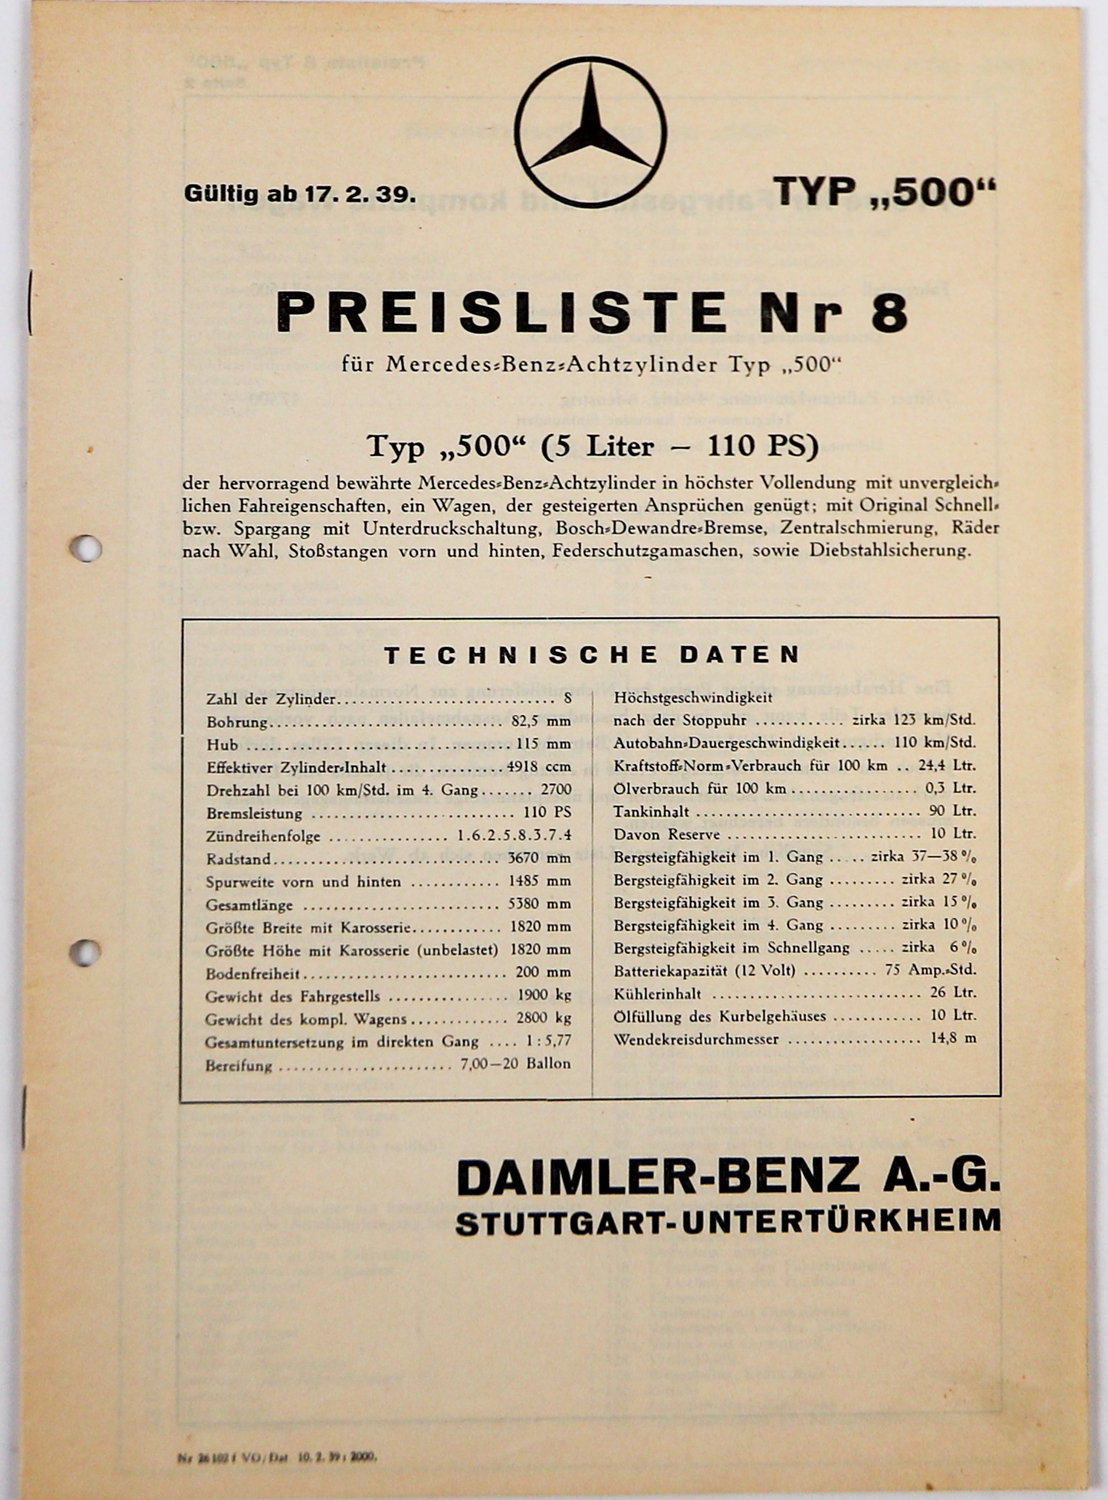 Gültig ab 17. 2. 39.
TYP „500“
PREISLISTE Nr 8
für Mercedes-Benz-Achtzylinder Typ „500“
Typ „500“ (5 Liter – 110 PS)
der hervorragend bewährte Mercedes-Benz-Achtzylinder in höchster Vollendung mit unvergleich-
lichen Fahreigenschaften, ein Wagen, der gesteigerten Ansprüchen genügt; mit Original Schnell-
bzw. Spargang mit Unterdruckschaltung, Bosch-Dewandre-Bremse, Zentralschmierung, Räder
nach Wahl, Stoßstangen vorn und hinten, Federschutzgamaschen, sowie Diebstahlsicherung.
TECHNISCHE DATEN
Zahl der Zylinder 8
Bohrung 82,5 mm
Hub 115 mm
Effektiver Zylinder-Inhalt 4918 ccm
Drehzahl bei 100 km/Std. im 4. Gang 2700
Bremsleistung 110 PS
Zündreihenfolge 1.6.2.5.8.3.7.4
Radstand 3670 mm
Spurweite vorn und hinten 1485 mm
Gesamtlänge 5380 mm
Größte Breite mit Karosserie 1820 mm
Größte Höhe mit Karosserie (unbelastet) 1820 mm
Bodenfreiheit 200 mm
Gewicht des Fahrgestells 1900 kg
Gewicht des kompl. Wagens 2800 kg
Gesamtuntersetzung im direkten Gang 1 : 5,77
Bereifung 7,00–20 Ballon
Höchstgeschwindigkeit
nach der Stoppuhr zirka 123 km/Std.
Autobahn-Dauergeschwindigkeit 110 km/Std.
Kraftstoff-Norm-Verbrauch für 100 km 24,4 Ltr.
Ölverbrauch für 100 km 0,3 Ltr.
Tankinhalt 90 Ltr.
Davon Reserve 10 Ltr.
Bergsteigfähigkeit im 1. Gang zirka 37—38 %
Bergsteigfähigkeit im 2. Gang zirka 27 %
Bergsteigfähigkeit im 3. Gang zirka 15 %
Bergsteigfähigkeit im 4. Gang zirka 10 %
Bergsteigfähigkeit im Schnellgang zirka 6 %
Batteriekapazität (12 Volt) 75 Amp.-Std.
Kühlerinhalt 26 Ltr.
Ölfüllung des Kurbelgehäuses 10 Ltr.
Wendekreisdurchmesser 14,8 m
DAIMLER-BENZ A.-G.
STUTTGART-UNTERTÜRKHEIM
Nr 26102 f VO/Dat 10. 2. 39: 2000.